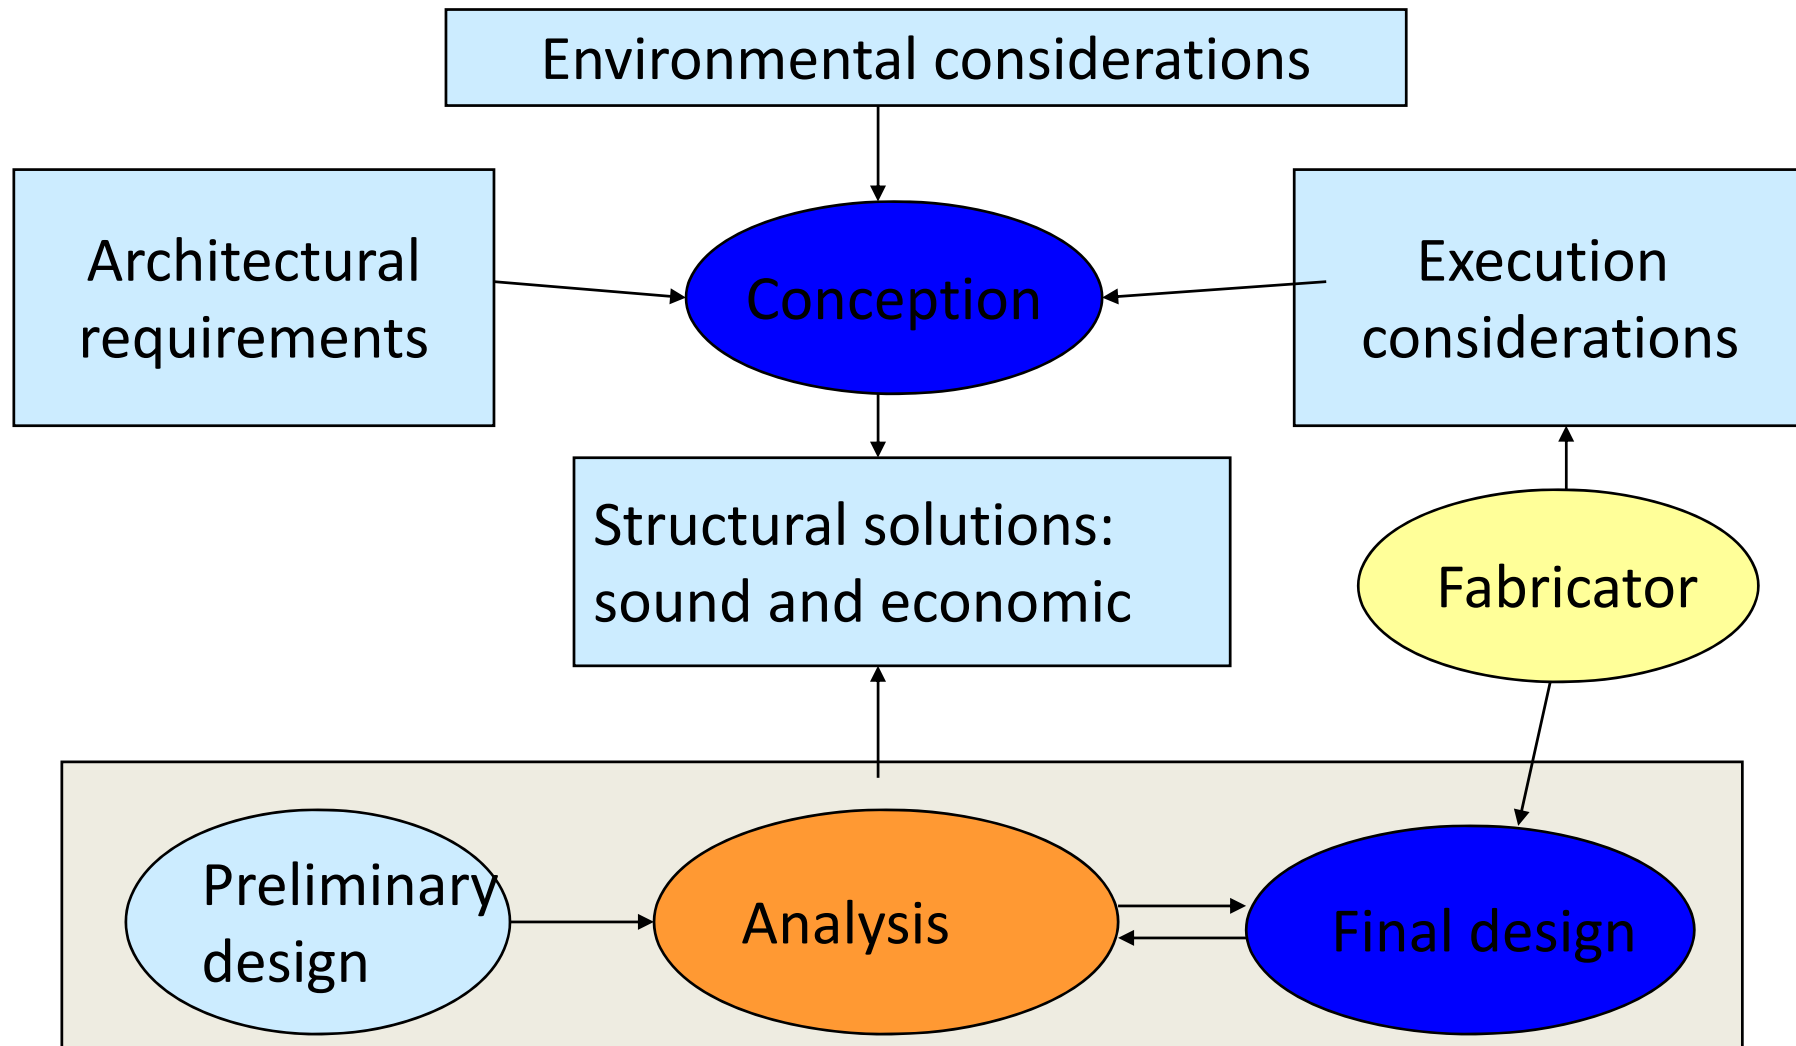 Environmental considerations
Architectural
requirements
Conception
Execution
considerations
Structural solutions:
sound and economic
Fabricator
Preliminary
design
Analysis
Final design